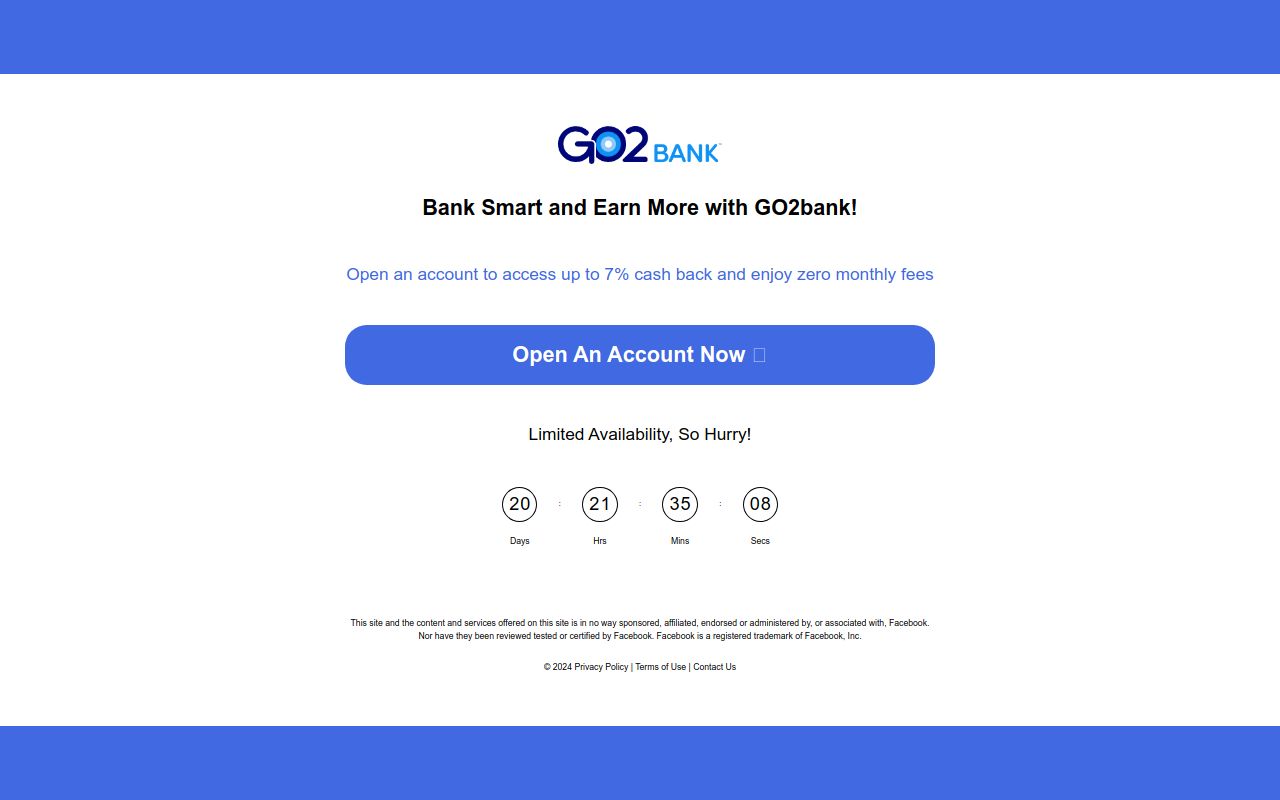 GO2BANK™
Bank Smart and Earn More with GO2bank!
Open an account to access up to 7% cash back and enjoy zero monthly fees
Open An Account Now
Limited Availability, So Hurry!
20 : 21 : 35 : 08
Days Hrs Mins Secs
This site and the content and services offered on this site is in no way sponsored, affiliated, endorsed or administered by, or associated with, Facebook.
Nor have they been reviewed tested or certified by Facebook. Facebook is a registered trademark of Facebook, Inc.
© 2024 Privacy Policy | Terms of Use | Contact Us